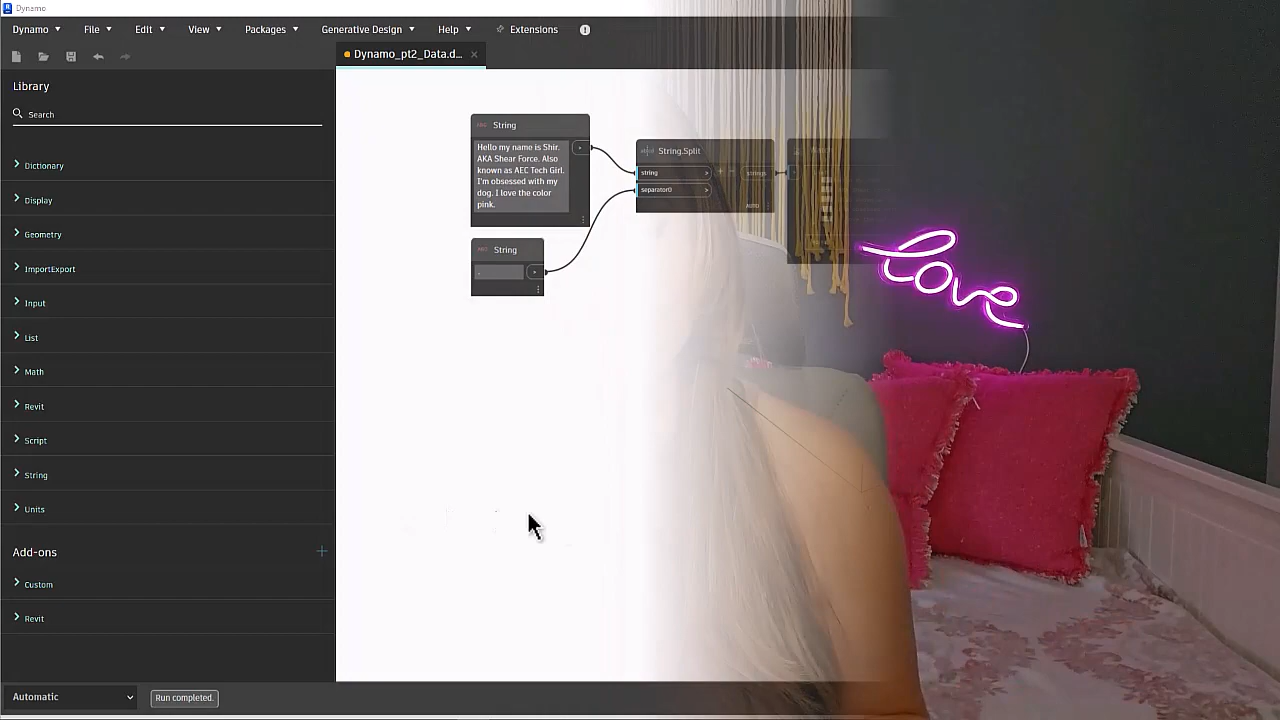 Dynamo
Dynamo File Edit View Packages Generative Design Help Extensions
Dynamo_pt2_Data.d...
Library
Search
Dictionary
Display
Geometry
ImportExport
Input
List
Math
Revit
Script
String
Units
Add-ons
Custom
Revit
Automatic
Run completed.
String
Hello my name is Shir.
AKA Shear Force. Also
known as AEC Tech Girl.
I'm obsessed with my
dog. I love the color
pink.
>
String
.
>
String.Split
string >
separator0 >
+ -
strings
AUTO
love